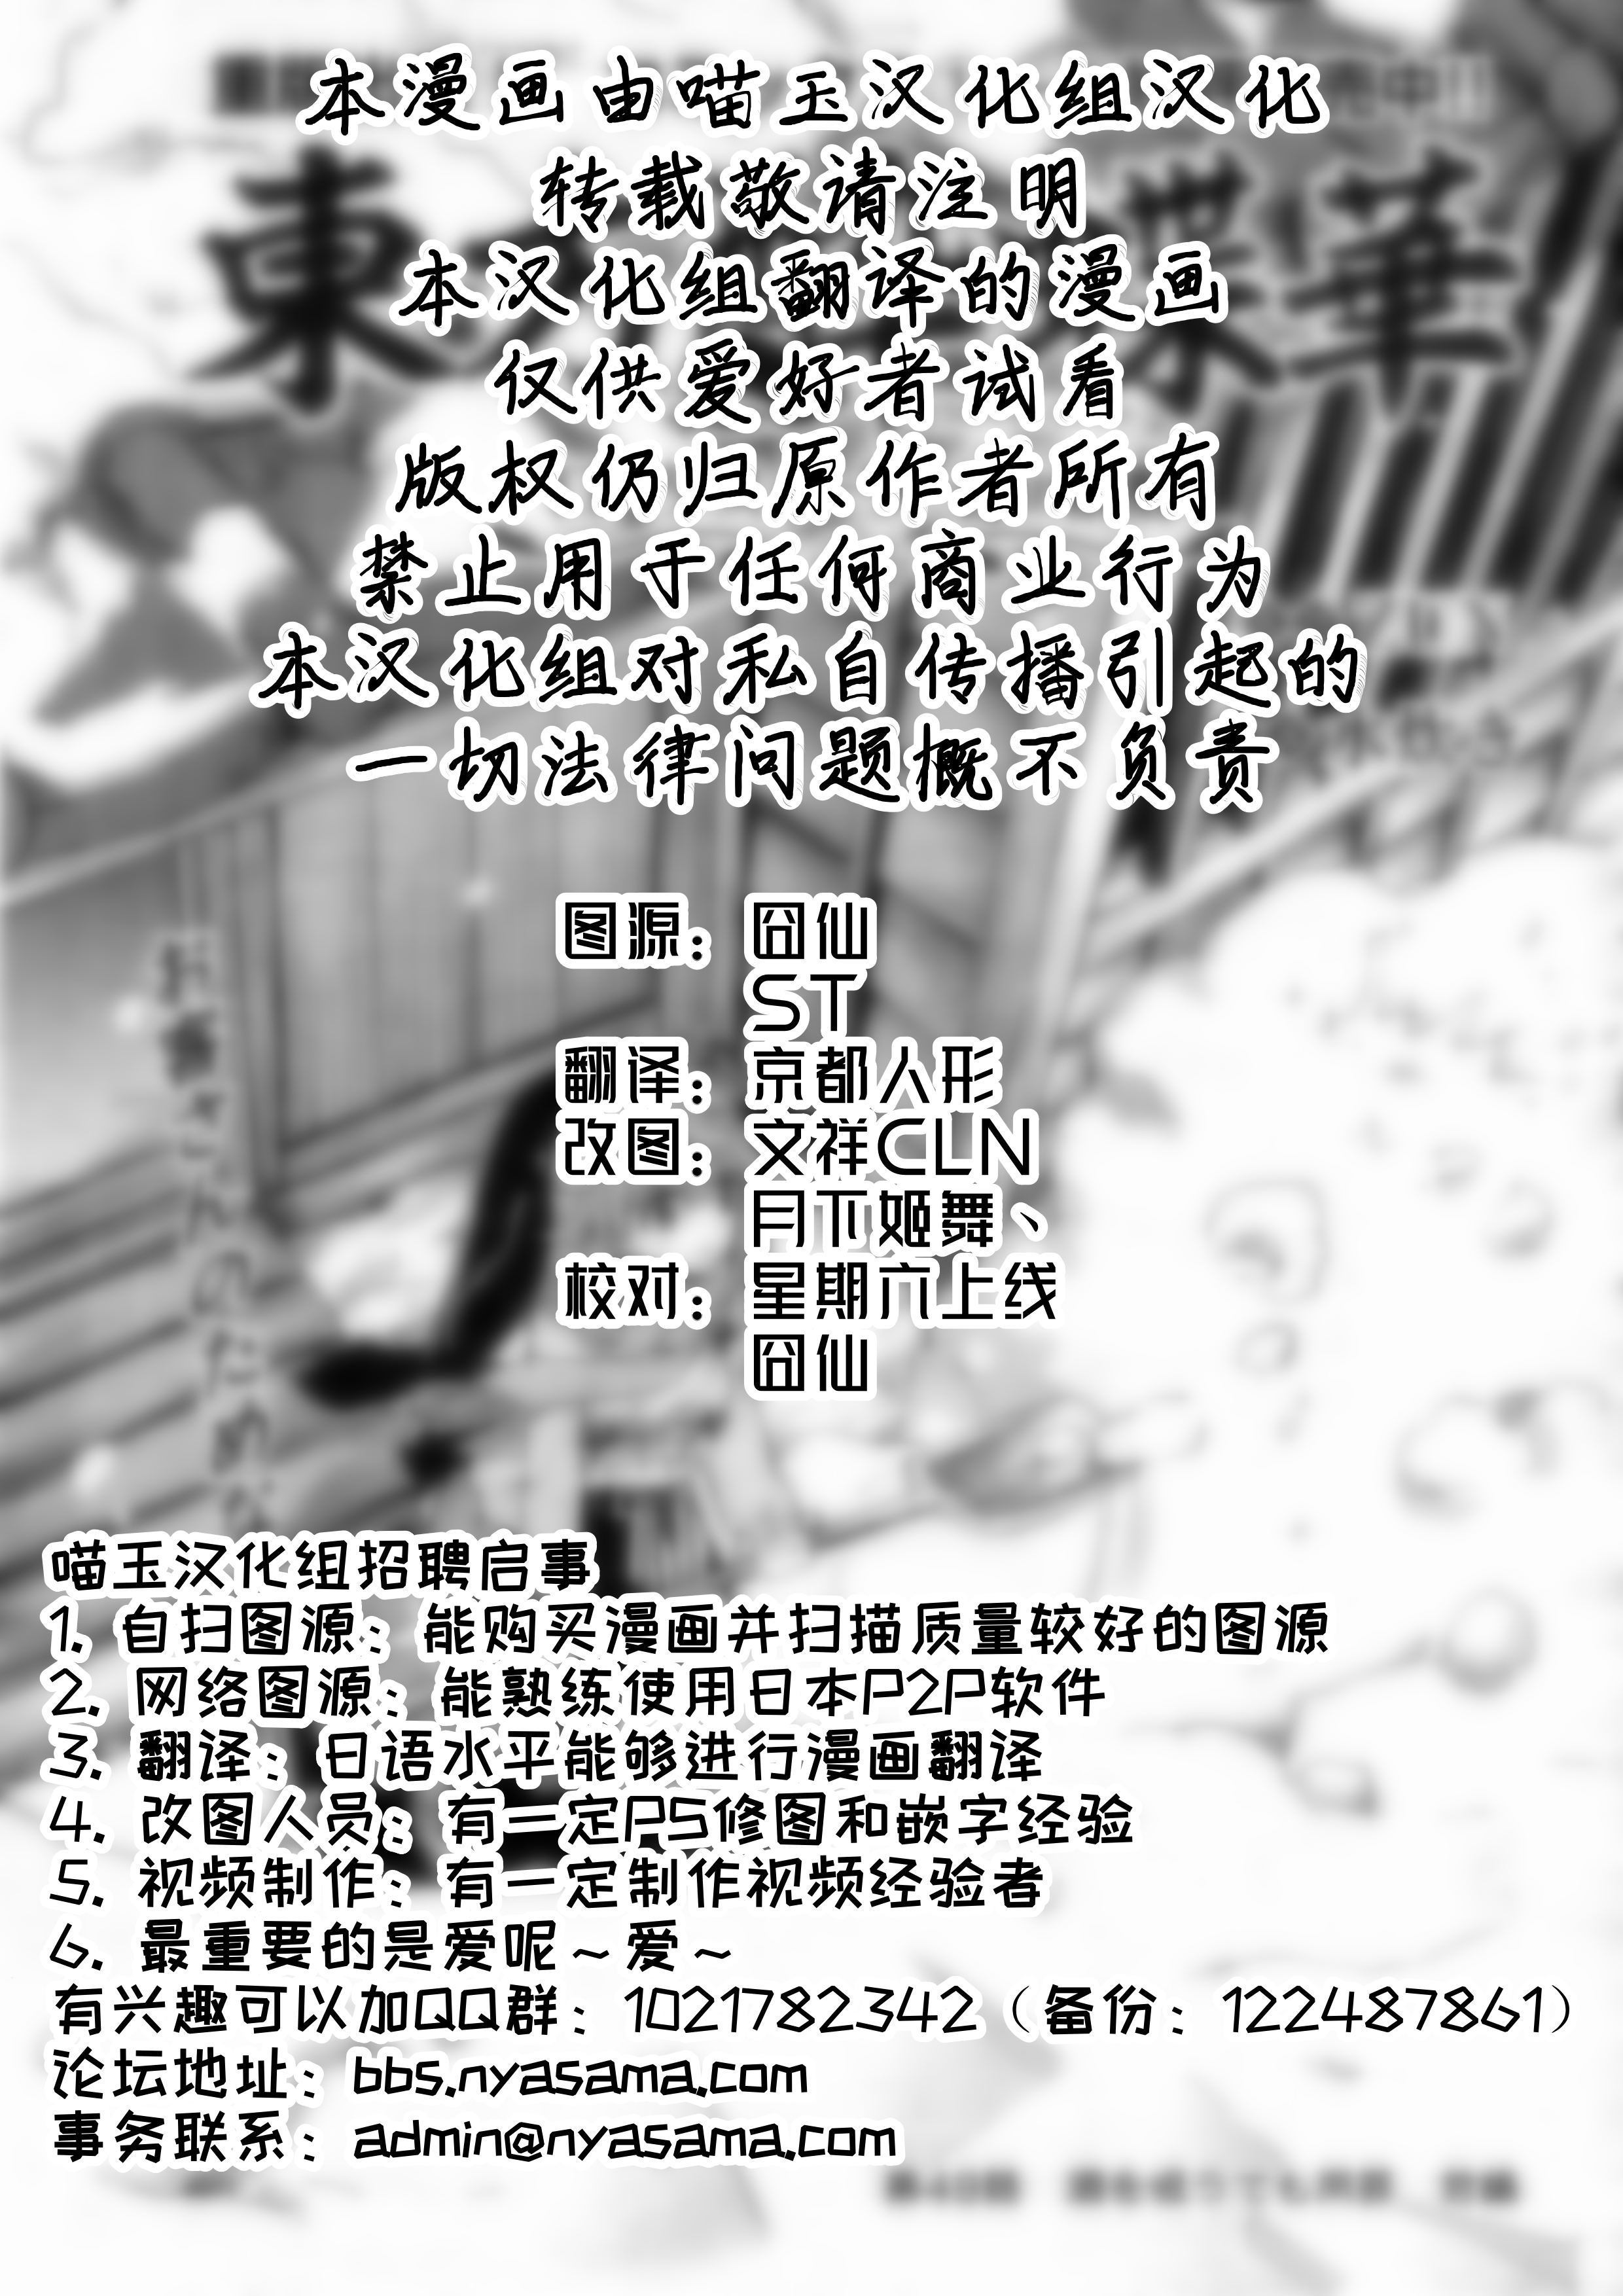 本漫画由喵玉汉化组汉化
转载敬请注明
本汉化组翻译的漫画
仅供爱好者试看
版权仍归原作者所有
禁止用于任何商业行为
本汉化组对私自传播引起的
一切法律问题概不负责
图源：囧仙
ST
翻译：京都人形
改图：文祥CLN
月下姬舞丶
校对：星期六上线
囧仙
喵玉汉化组招聘启事
1. 自扫图源：能购买漫画并扫描质量较好的图源
2. 网络图源：能熟练使用日本P2P软件
3. 翻译：日语水平能够进行漫画翻译
4. 改图人员：有一定PS修图和嵌字经验
5. 视频制作：有一定制作视频经验者
6. 最重要的是爱呢~爱~
有兴趣可以加QQ群：1021782342（备份：122487861）
论坛地址：bbs.nyasama.com
事务联系：admin@nyasama.com
東
華